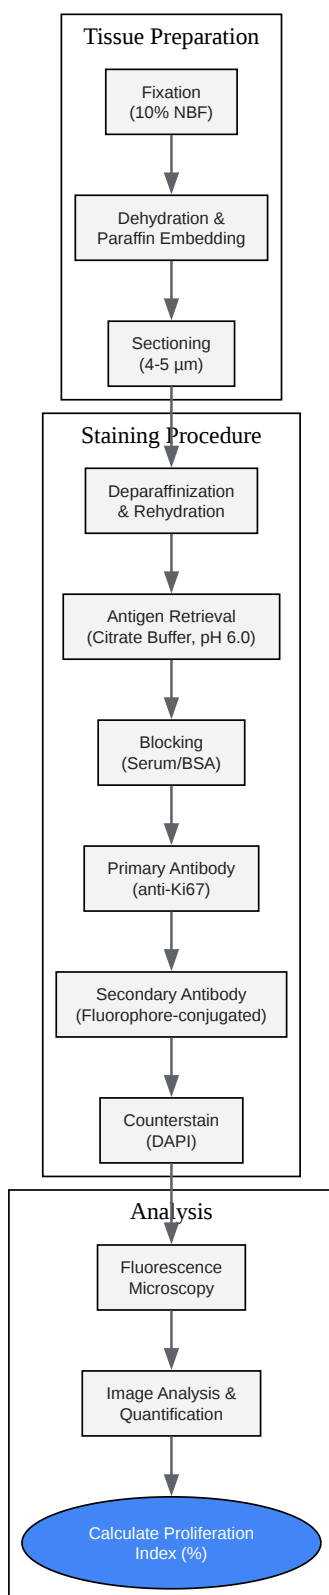 Tissue Preparation
Fixation
(10% NBF)
Dehydration &
Paraffin Embedding
Sectioning
(4-5 µm)
Staining Procedure
Deparaffinization
& Rehydration
Antigen Retrieval
(Citrate Buffer, pH 6.0)
Blocking
(Serum/BSA)
Primary Antibody
(anti-Ki67)
Secondary Antibody
(Fluorophore-conjugated)
Counterstain
(DAPI)
Analysis
Fluorescence
Microscopy
Image Analysis &
Quantification
Calculate Proliferation
Index (%)